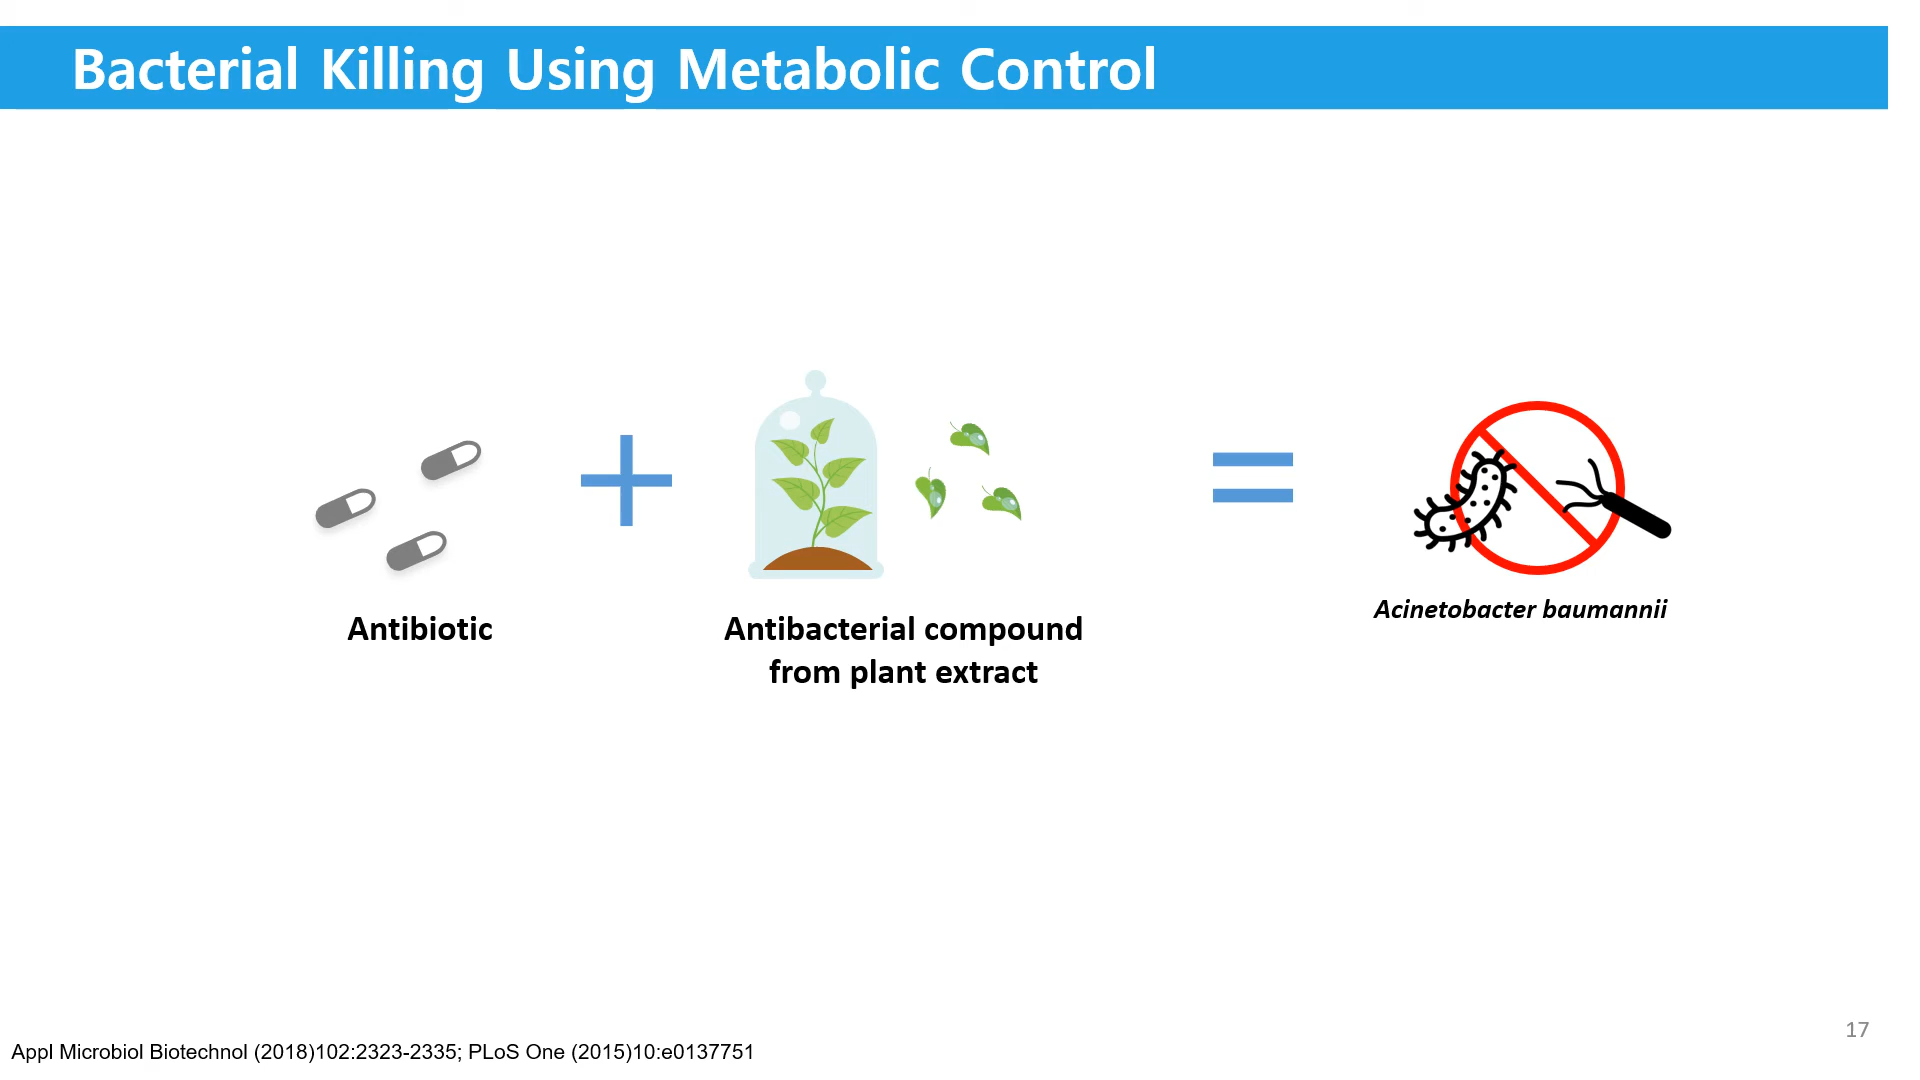 Bacterial Killing Using Metabolic Control
Antibiotic
Antibacterial compound
from plant extract
Acinetobacter baumannii
17
Appl Microbiol Biotechnol (2018)102:2323-2335; PLoS One (2015)10:e0137751